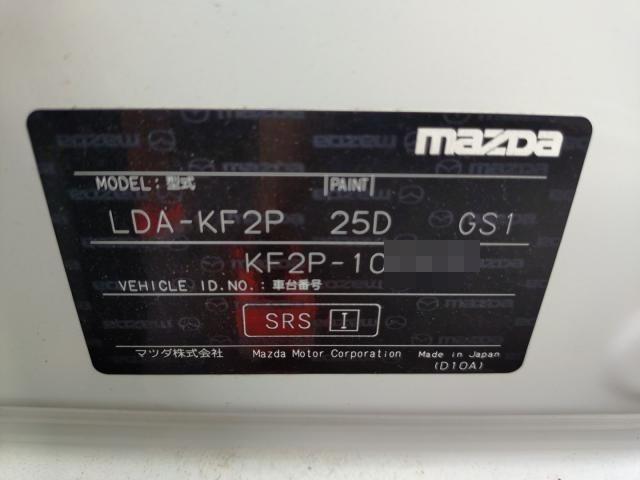 mazda
MODEL:型式 PAINT
LDA-KF2P 25D GS1
KF2P-10
VEHICLE ID.NO.:車台番号
SRS I
マツダ株式会社 Mazda Motor Corporation Made in Japan
(D10A)